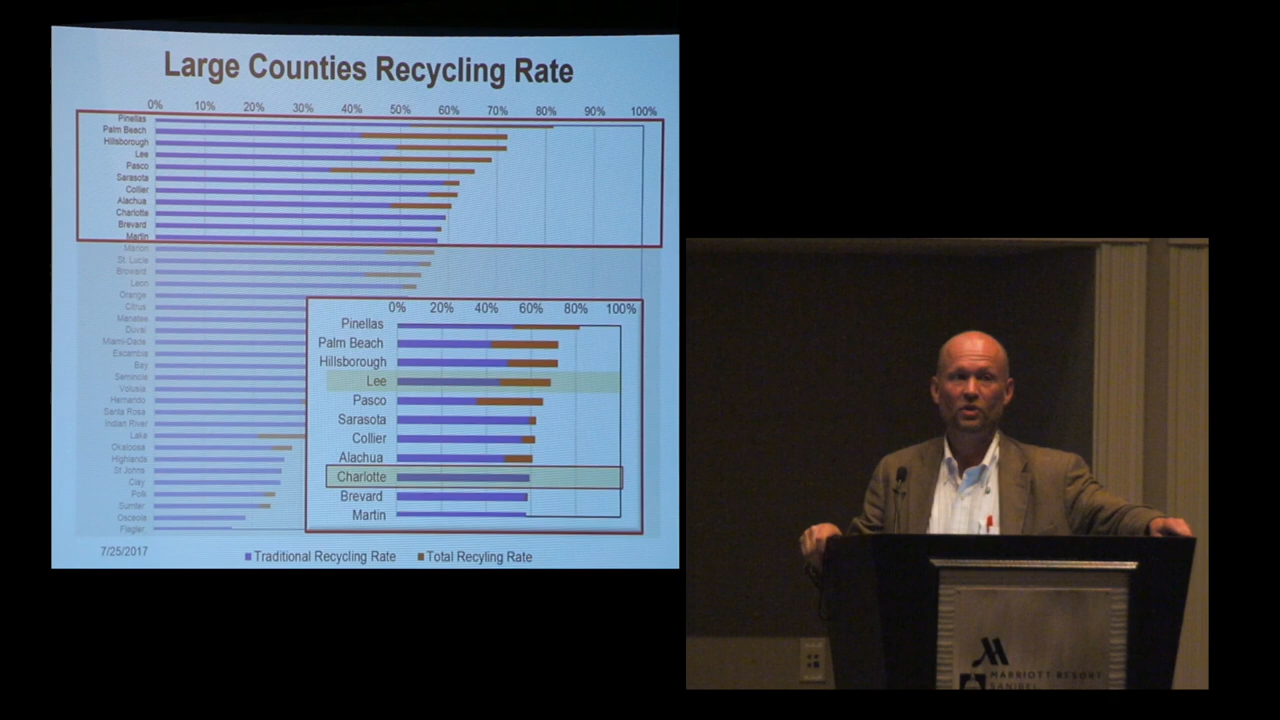 Large Counties Recycling Rate
0% 10% 20% 30% 40% 50% 60% 70% 80% 90% 100%
Pinellas
Palm Beach
Hillsborough
Lee
Pasco
Sarasota
Collier
Alachua
Charlotte
Brevard
Martin
Marion
St. Lucie
Broward
Leon
Orange
Citrus
Manatee
Duval
Miami-Dade
Escambia
Bay
Seminole
Volusia
Hernando
Santa Rosa
Indian River
Lake
Okaloosa
Highlands
St Johns
Clay
Polk
Sumter
Osceola
Flagler
0% 20% 40% 60% 80% 100%
Pinellas
Palm Beach
Hillsborough
Lee
Pasco
Sarasota
Collier
Alachua
Charlotte
Brevard
Martin
7/25/2017
Traditional Recycling Rate Total Recyling Rate
MARRIOTT RESORT
SANIBEL